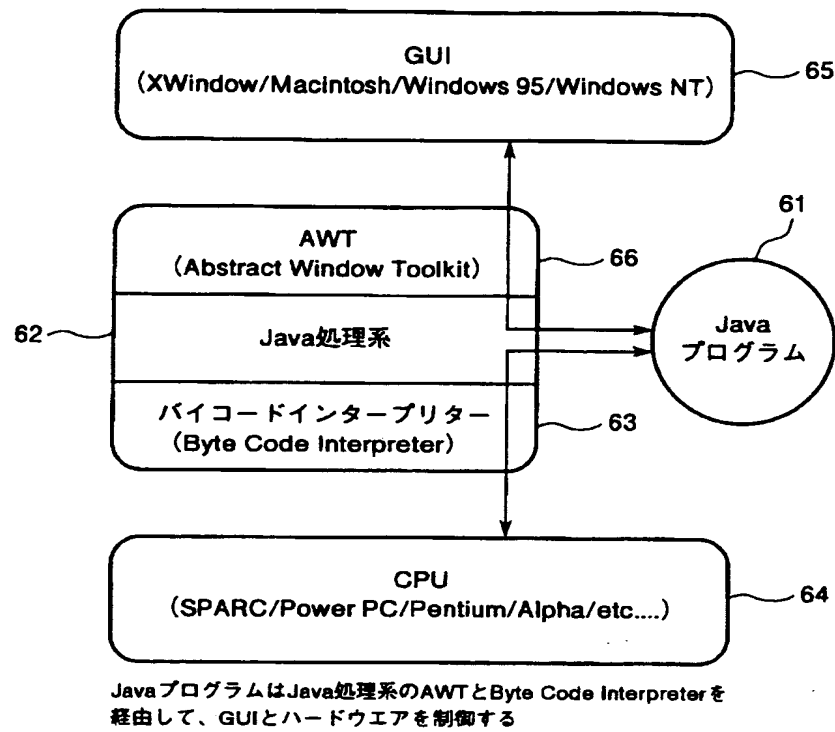 GUI
(XWindow/Macintosh/Windows 95/Windows NT)
65
61
AWT
(Abstract Window Toolkit)
66
62
Java処理系
Java
プログラム
バイコードインタープリター
(Byte Code Interpreter)
63
CPU
(SPARC/Power PC/Pentium/Alpha/etc....)
64
JavaプログラムはJava処理系のAWTとByte Code Interpreterを
経由して、GUIとハードウエアを制御する